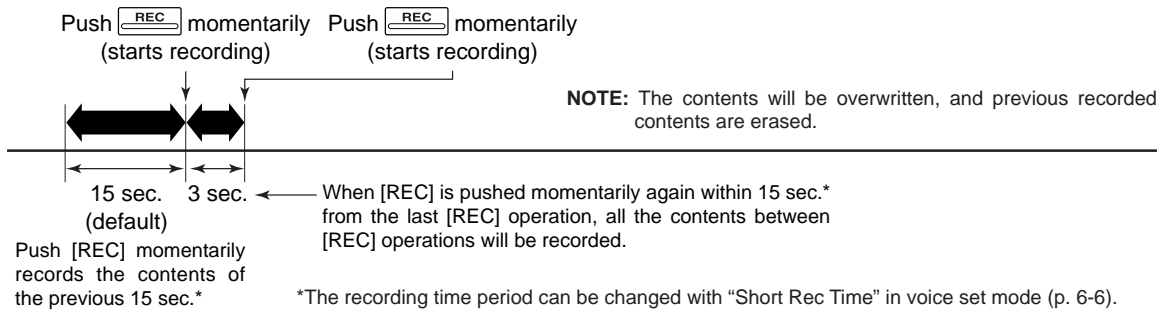 Push REC momentarily
(starts recording)
Push REC momentarily
(starts recording)
NOTE: The contents will be overwritten, and previous recorded
contents are erased.
15 sec.
(default)
3 sec.
When [REC] is pushed momentarily again within 15 sec.*
from the last [REC] operation, all the contents between
[REC] operations will be recorded.
Push [REC] momentarily
records the contents of
the previous 15 sec.*
*The recording time period can be changed with “Short Rec Time” in voice set mode (p. 6-6).